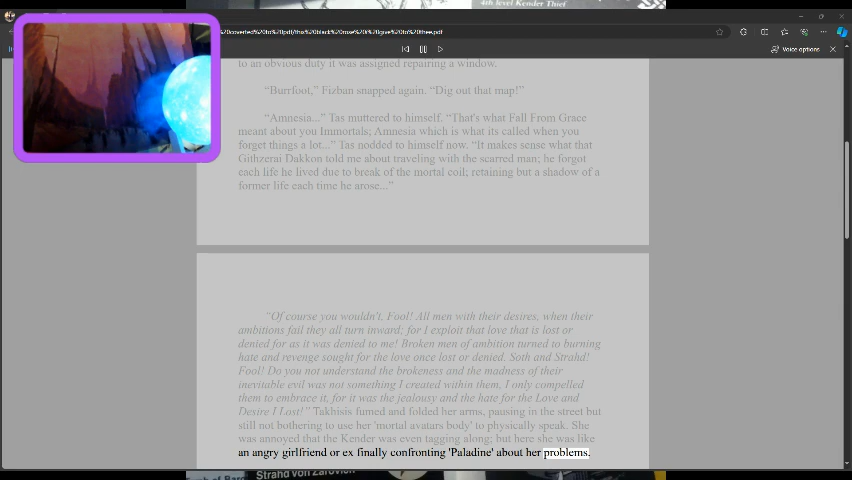 4th level Kender Thief
%20coverted%20to%20pdf/this%20black%20rose%20i%20give%20to%20thee.pdf
Voice options
to an obvious duty it was assigned repairing a window.
“Burrfoot,” Fizban snapped again. “Dig out that map!”
“Amnesia...” Tas muttered to himself. “That's what Fall From Grace
meant about you Immortals; Amnesia which is what its called when you
forget things a lot...” Tas nodded to himself now. “It makes sense what that
Githzerai Dakkon told me about traveling with the scarred man; he forgot
each life he lived due to break of the mortal coil; retaining but a shadow of a
former life each time he arose...”
“Of course you wouldn't. Fool! All men with their desires, when their
ambitions fail they all turn inward; for I exploit that love that is lost or
denied for as it was denied to me! Broken men of ambition turned to burning
hate and revenge sought for the love once lost or denied. Soth and Strahd!
Fool! Do you not understand the brokeness and the madness of their
inevitable evil was not something I created within them, I only compelled
them to embrace it, for it was the jealousy and the hate for the Love and
Desire I Lost!” Takhisis fumed and folded her arms, pausing in the street but
still not bothering to use her 'mortal avatars body' to physically speak. She
was annoyed that the Kender was even tagging along; but here she was like
an angry girlfriend or ex finally confronting 'Paladine' about her problems.
Strahd von Zarovich